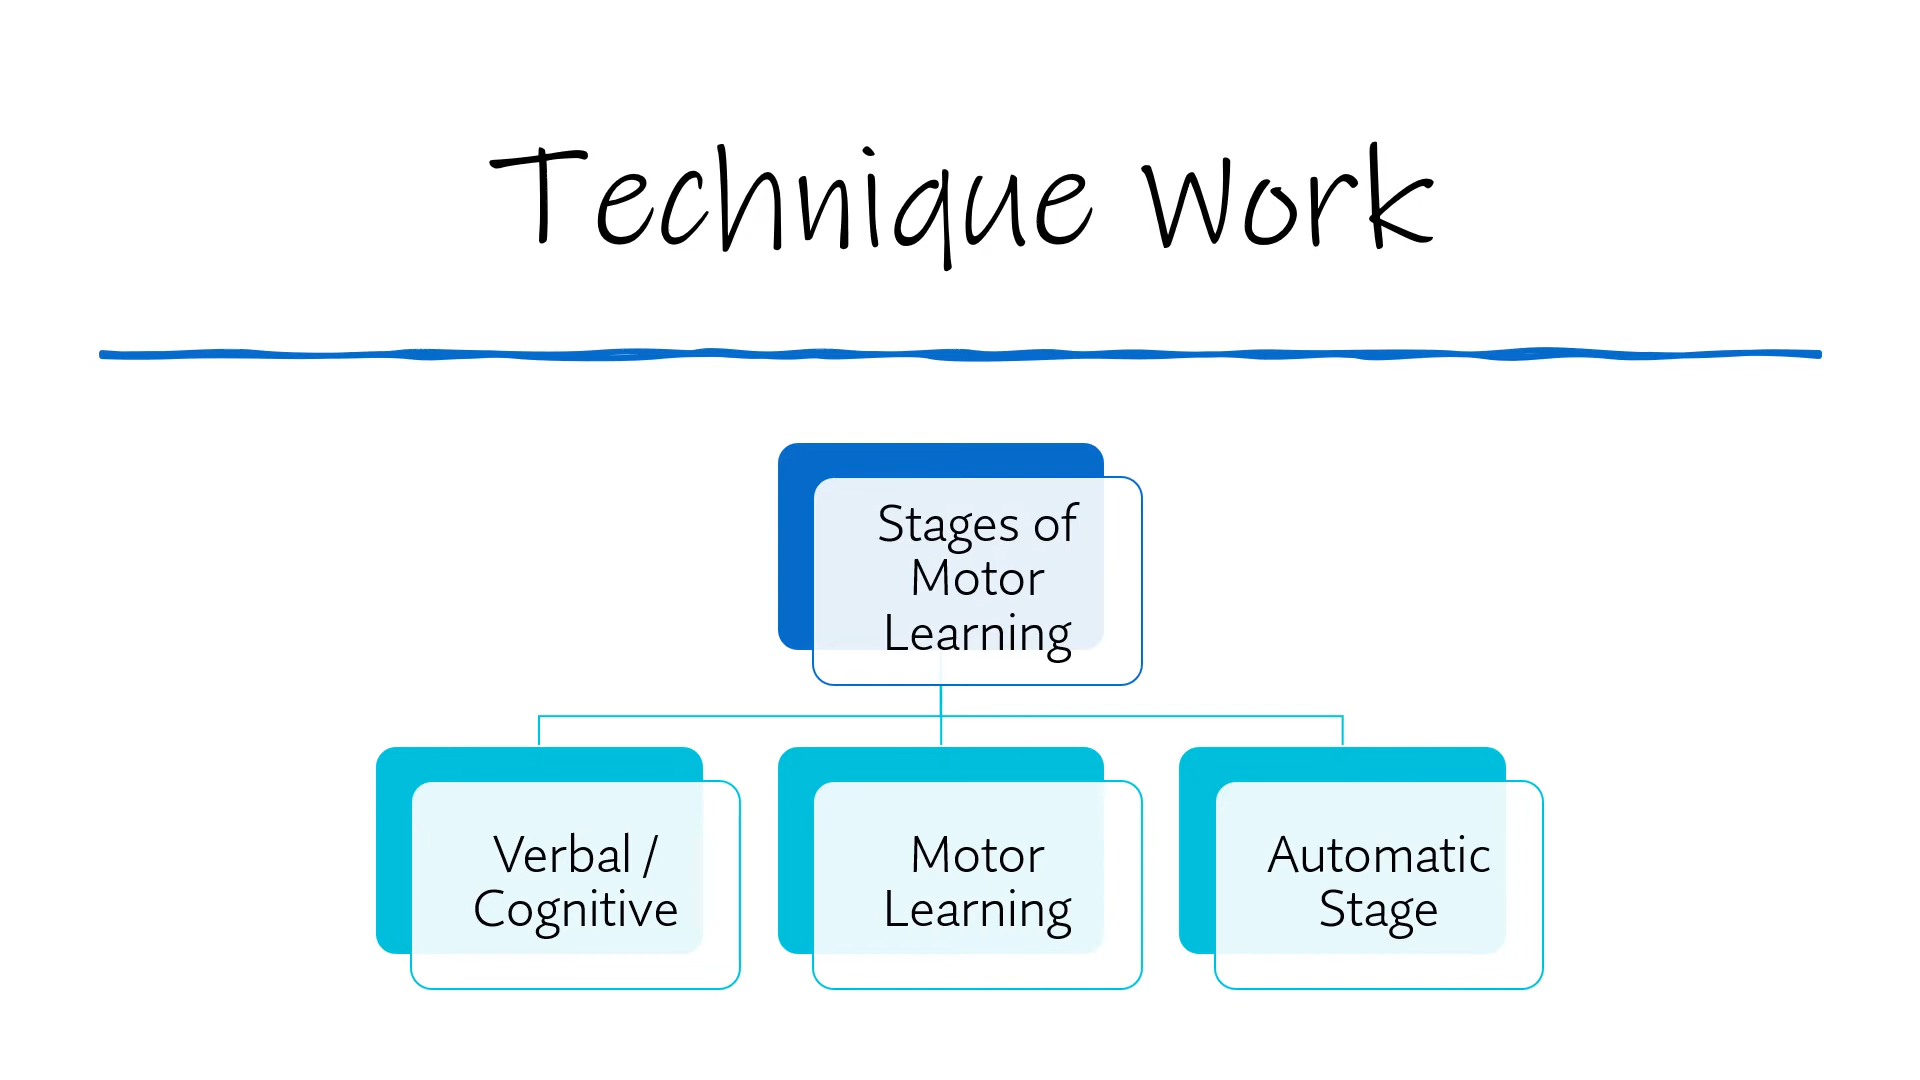 Technique Work
Stages of
Motor
Learning
Verbal /
Cognitive
Motor
Learning
Automatic
Stage